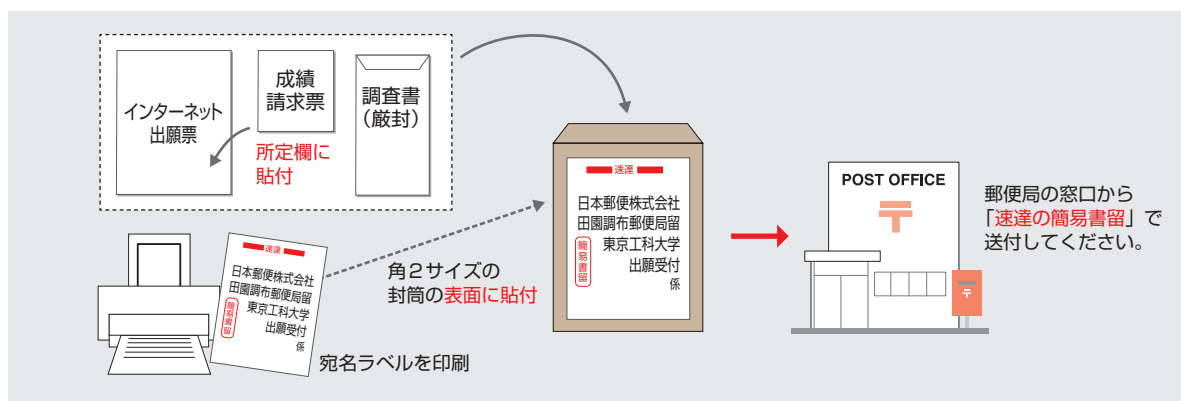 インターネット
出願票
成績
請求票
調査書
（厳封）
所定欄に
貼付
速達
日本郵便株式会社
田園調布郵便局留
簡易書留
東京工科大学
出願受付
係
宛名ラベルを印刷
角２サイズの
封筒の表面に貼付
速達
日本郵便株式会社
田園調布郵便局留
簡易書留
東京工科大学
出願受付
係
POST OFFICE
〒
〒
郵便局の窓口から
「速達の簡易書留」で
送付してください。